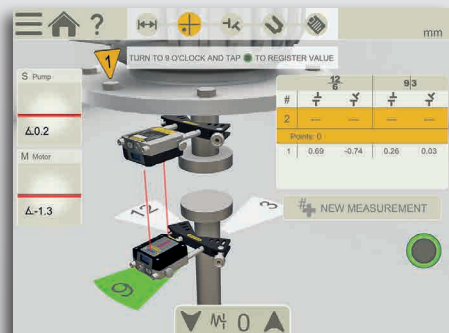 ?
mm
1
TURN TO 9 O'CLOCK AND TAP TO REGISTER VALUE
S Pump
∡0.2
M Motor
∡-1.3
12
6
9 3
#
2 --- --- --- ---
Points: 0
1 0.69 -0.74 0.26 0.03
12
3
9
# NEW MEASUREMENT
0